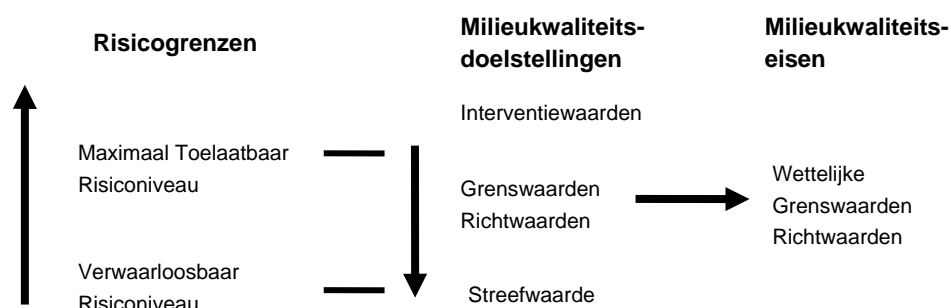 Risicogrenzen
Maximaal Toelaatbaar
Risiconiveau
Verwaarloosbaar
Risiconiveau
Milieukwaliteits-
doelstellingen
Interventiewaarden
Grenswaarden
Richtwaarden
Streefwaarde
Milieukwaliteits-
eisen
Wettelijke
Grenswaarden
Richtwaarden